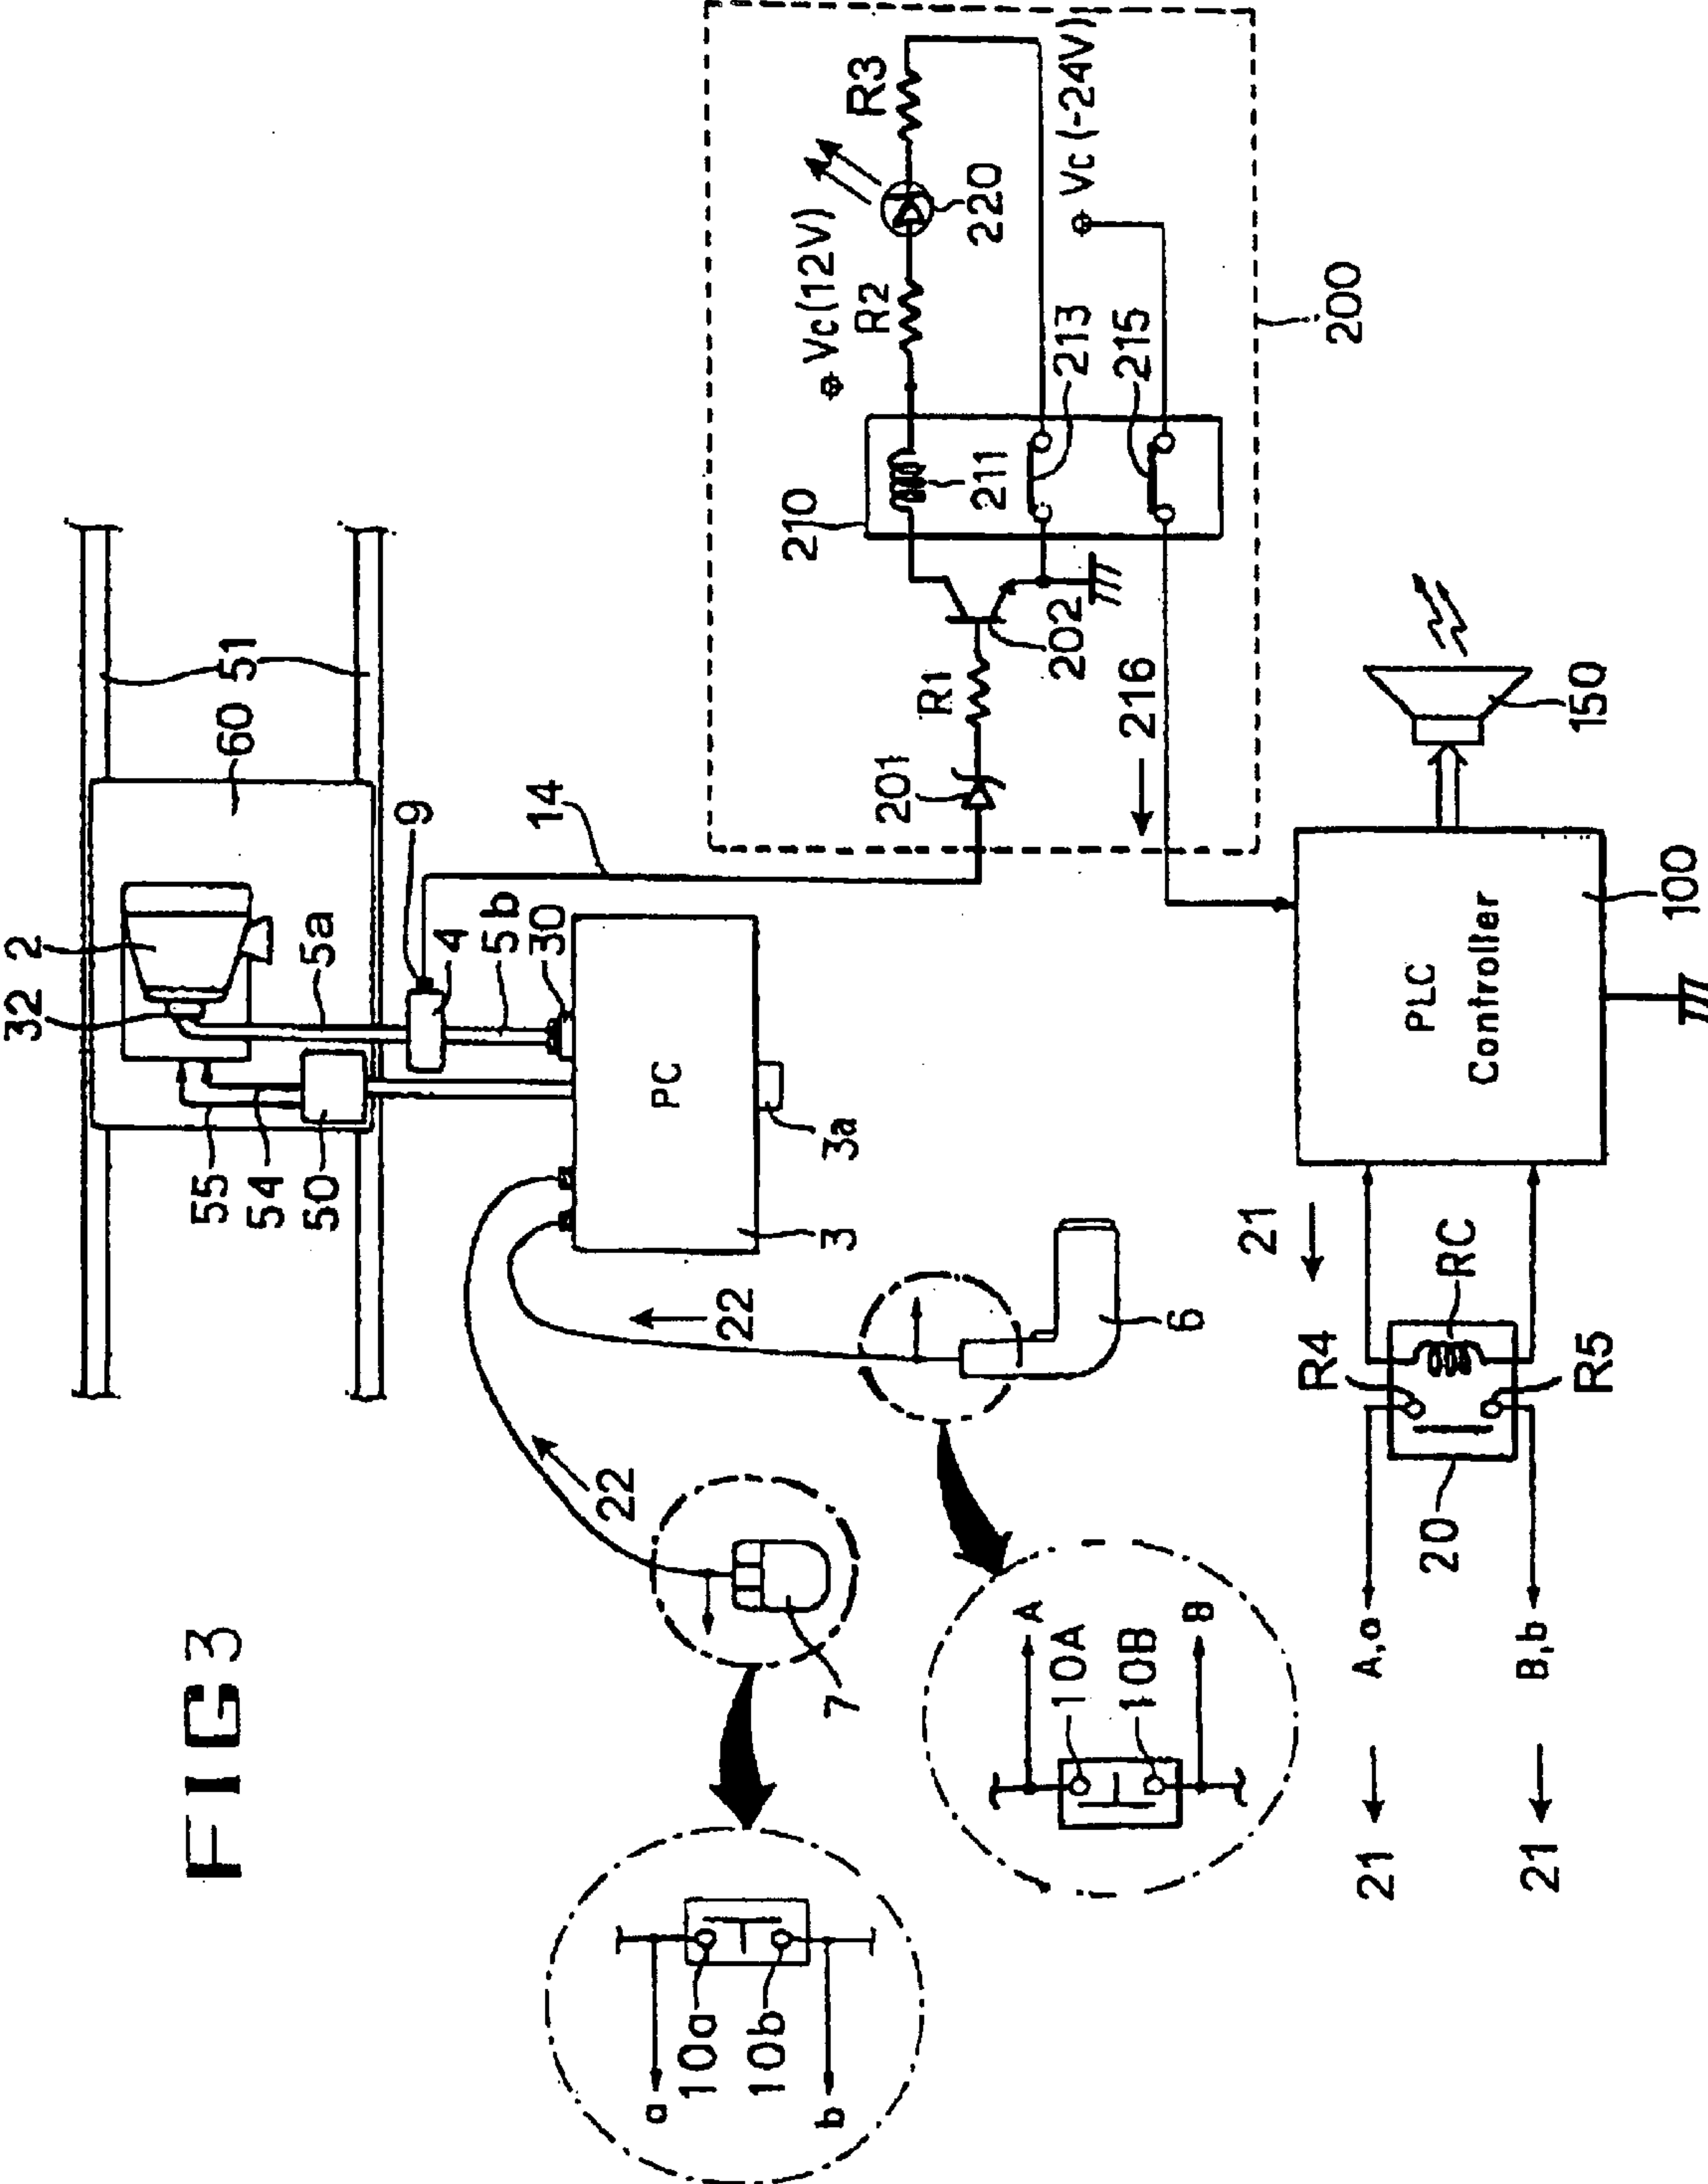 FIG 3
51
60
2
32
5a
9
4
5b
30
14
55
54
50
PC
3
3a
22
22
6
7
a
10a
10b
b
A
10A
10B
B
210
Vc(12V)
R2
R3
220
Vc(-24V)
211
213
215
201
R1
202
216
200
150
PLC
Controller
100
21
RC
R4
R5
20
A,a
B,b
21
21